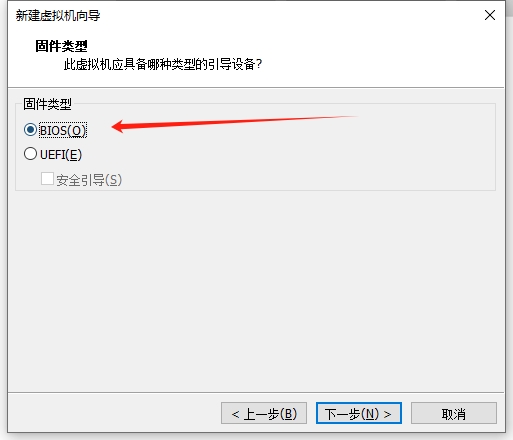 新建虚拟机向导
固件类型
此虚拟机应具备哪种类型的引导设备?
固件类型
BIOS(O)
UEFI(E)
安全引导(S)
< 上一步(B)
下一步(N) >
取消